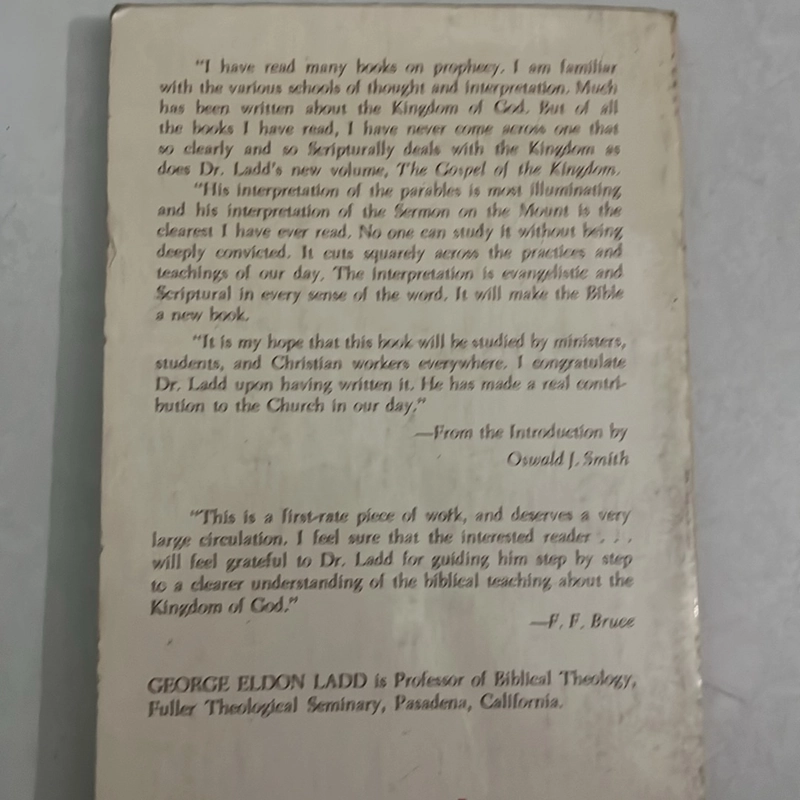 "I have read many books on prophecy. I am familiar
with the various schools of thought and interpretation. Much
has been written about the Kingdom of God. But of all
the books I have read, I have never come across one that
so clearly and so Scripturally deals with the Kingdom as
does Dr. Ladd's new volume, The Gospel of the Kingdom.
"His interpretation of the parables is most illuminating
and his interpretation of the Sermon on the Mount is the
clearest I have ever read. No one can study it without being
deeply convicted. It cuts squarely across the practices and
teachings of our day. The interpretation is evangelistic and
Scriptural in every sense of the word. It will make the Bible
a new book.
"It is my hope that this book will be studied by ministers,
students, and Christian workers everywhere. I congratulate
Dr. Ladd upon having written it. He has made a real contri-
bution to the Church in our day."
—From the Introduction by
Oswald J. Smith
"This is a first-rate piece of work, and deserves a very
large circulation. I feel sure that the interested reader . . .
will feel grateful to Dr. Ladd for guiding him step by step
to a clearer understanding of the biblical teaching about the
Kingdom of God."
—F. F. Bruce
GEORGE ELDON LADD is Professor of Biblical Theology,
Fuller Theological Seminary, Pasadena, California.